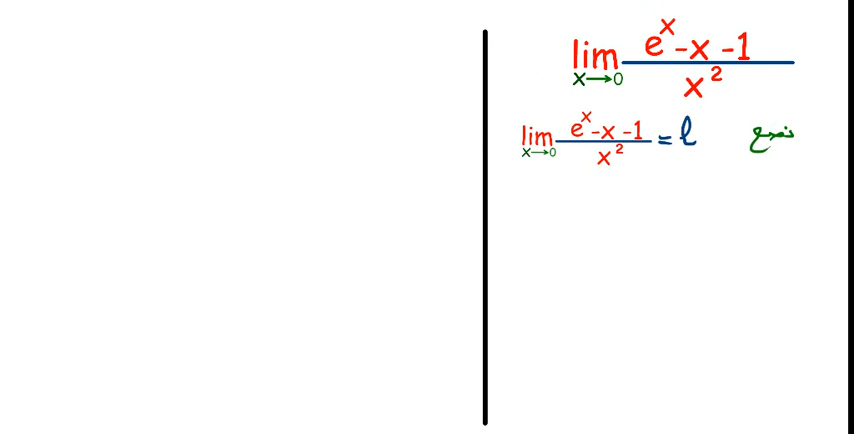 lim x→0 (e^x - x - 1) / x²
نضع lim x→0 (e^x - x - 1) / x² = ℓ